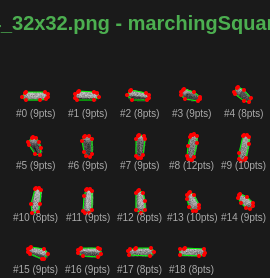 _32x32.png - marchingSquar
#0 (9pts) #1 (9pts) #2 (8pts) #3 (9pts) #4 (8pts)
#5 (9pts) #6 (9pts) #7 (9pts) #8 (12pts) #9 (10pts)
#10 (8pts) #11 (9pts) #12 (8pts) #13 (10pts) #14 (9pts)
#15 (9pts) #16 (9pts) #17 (8pts) #18 (8pts)